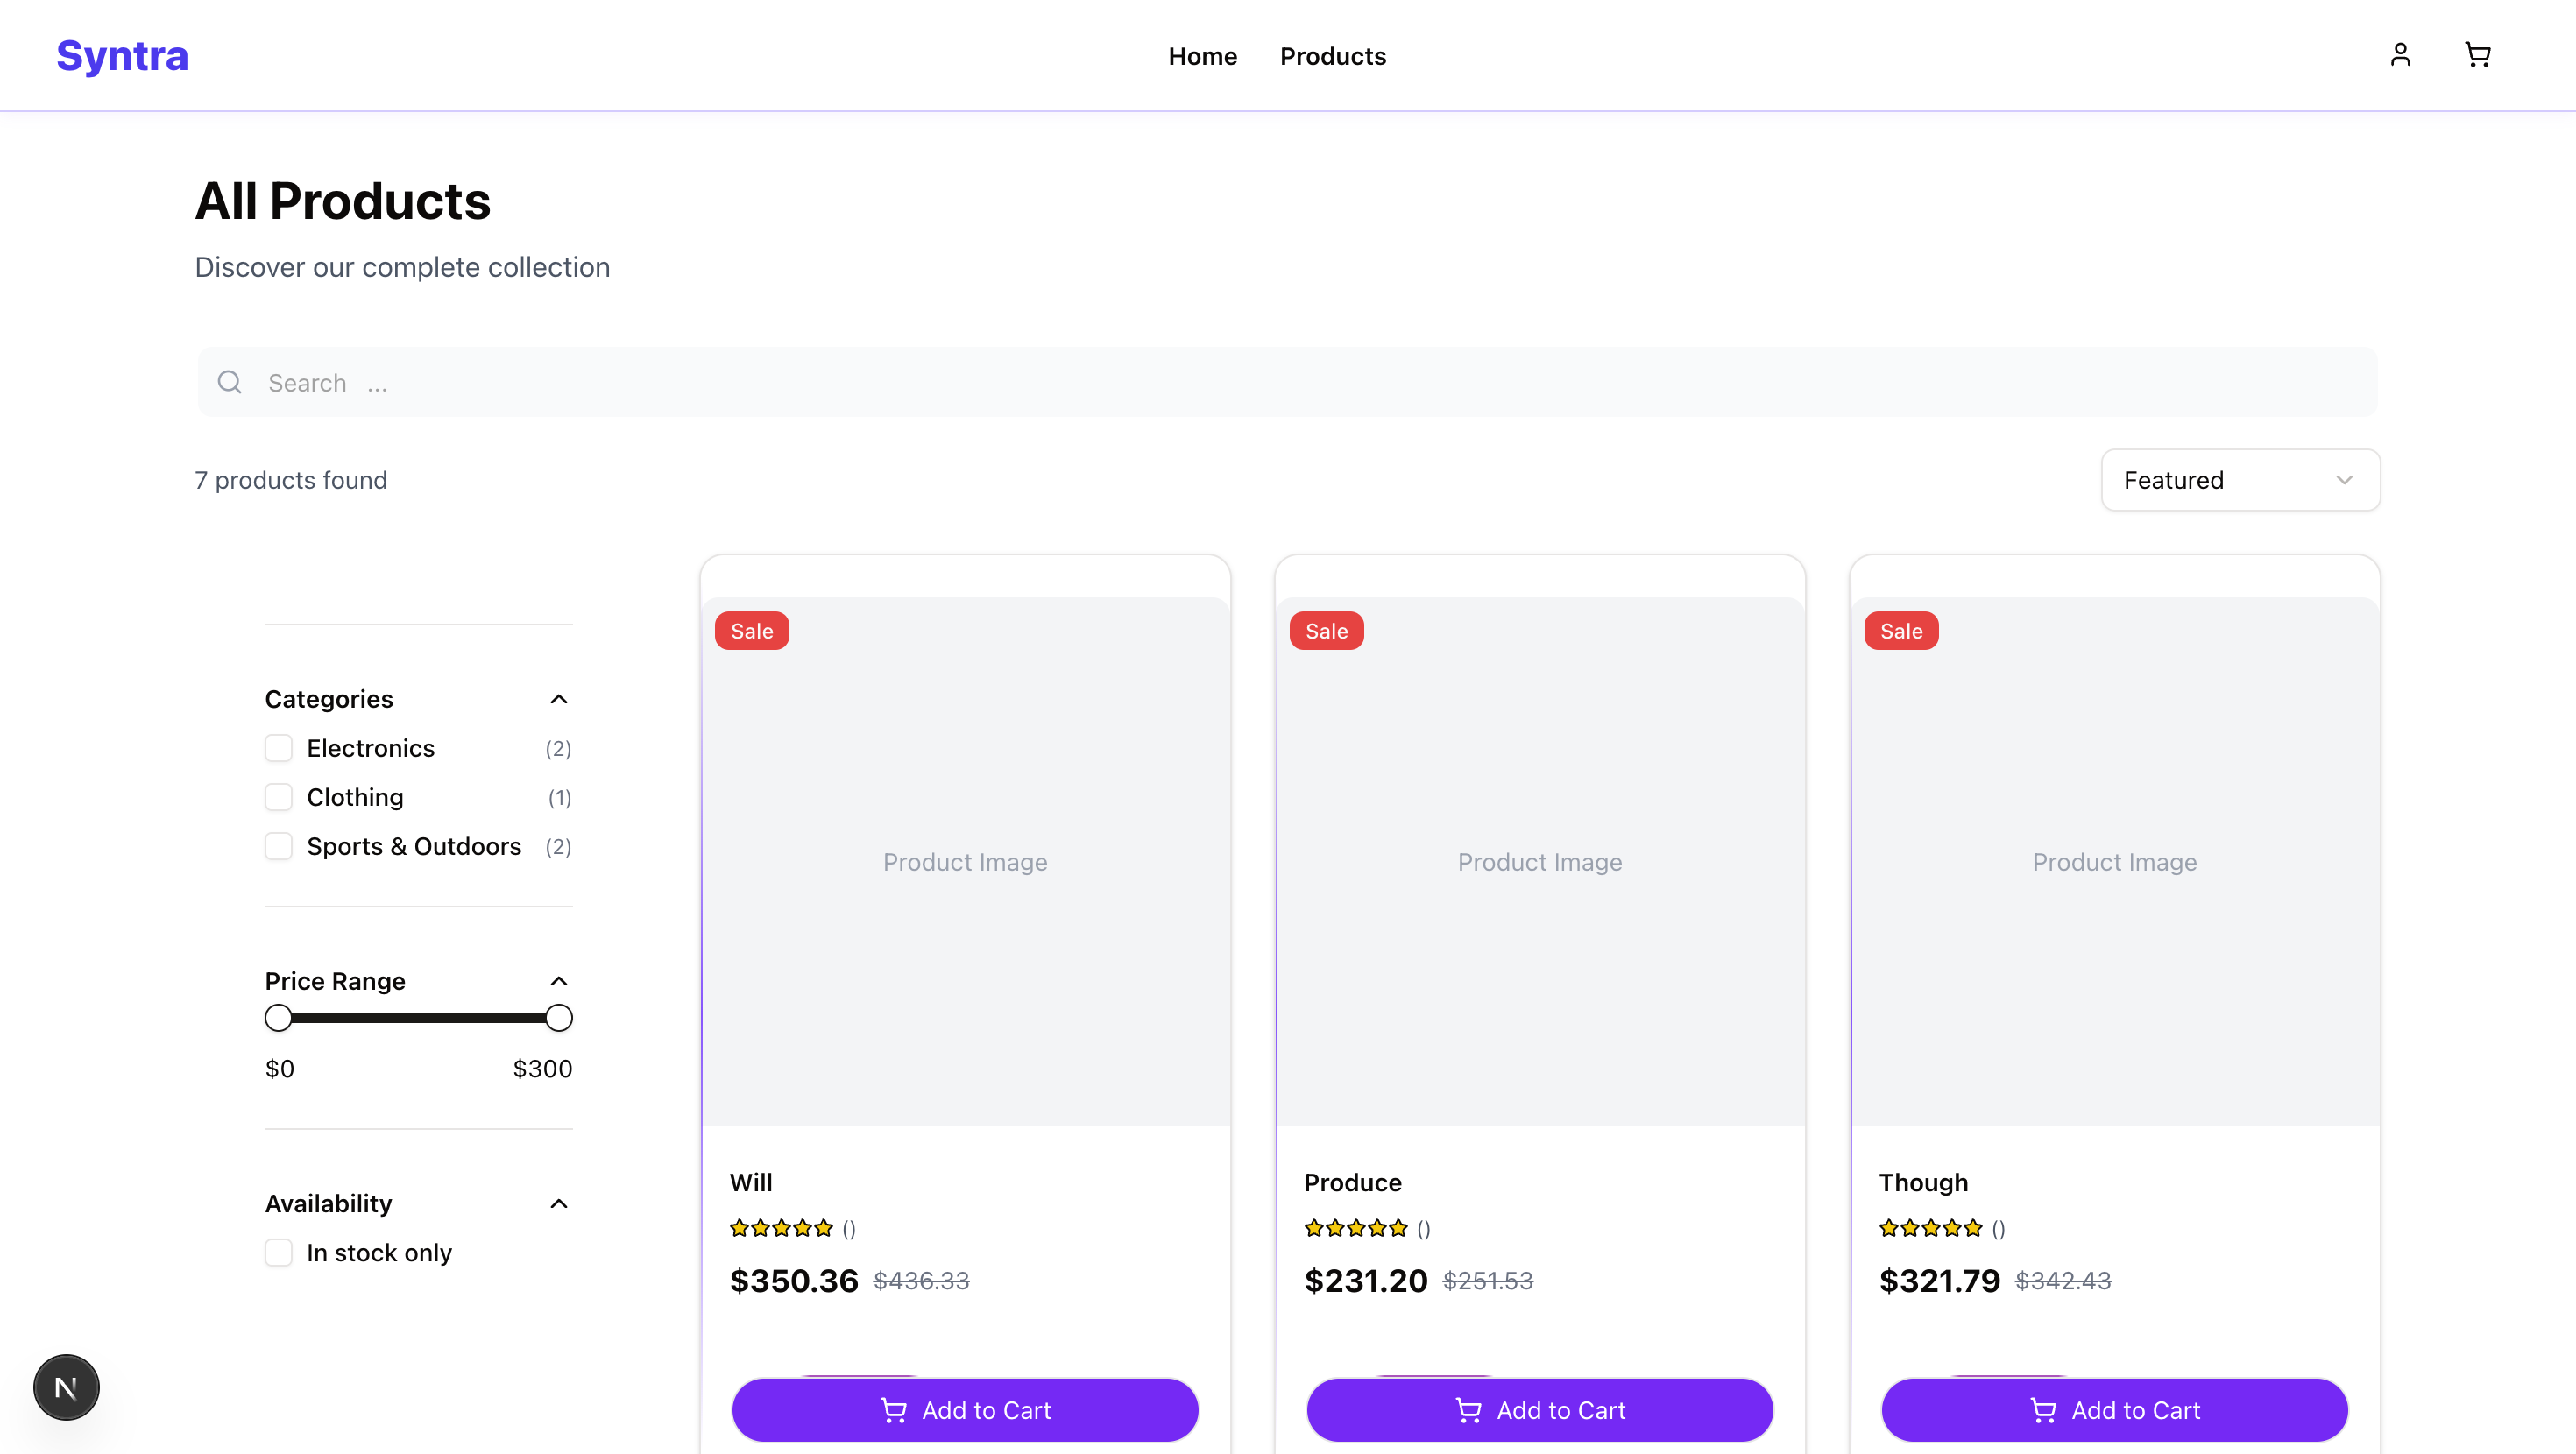 Syntra
Home Products
All Products
Discover our complete collection
Search ...
7 products found
Featured
Categories
Electronics (2)
Clothing (1)
Sports & Outdoors (2)
Price Range
$0 $300
Availability
In stock only
N
Sale
Product Image
Will
()
$350.36 $436.33
Add to Cart
Sale
Product Image
Produce
()
$231.20 $251.53
Add to Cart
Sale
Product Image
Though
()
$321.79 $342.43
Add to Cart